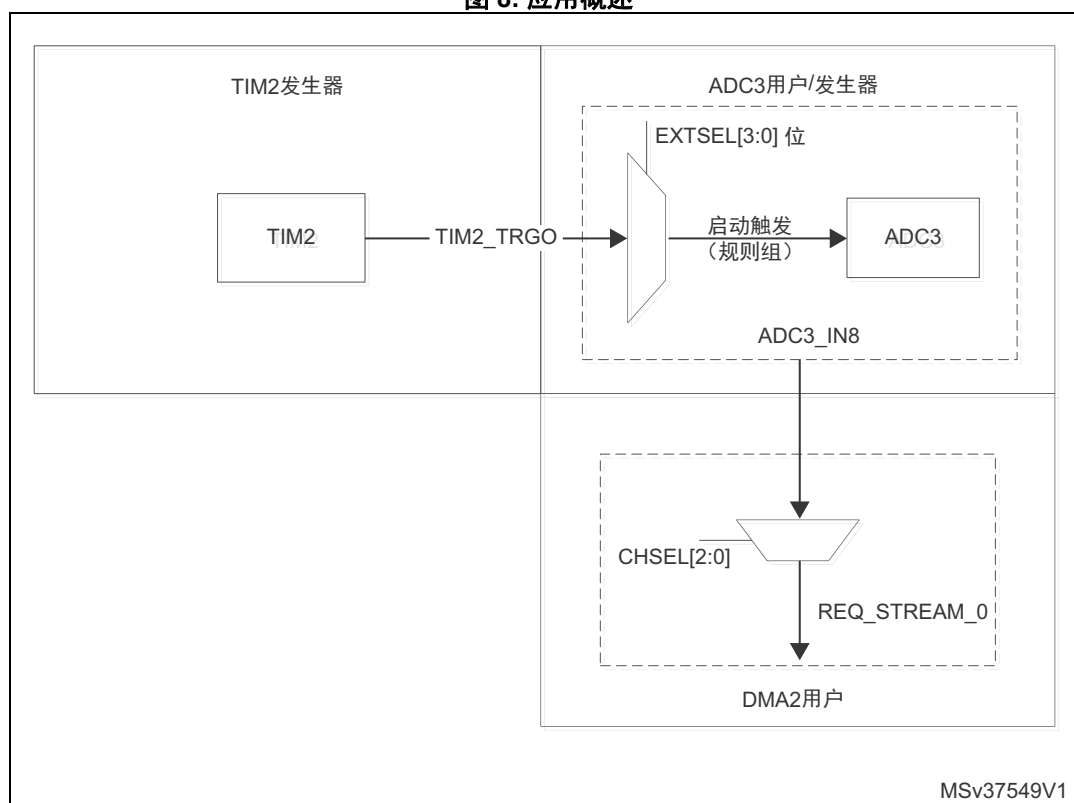 图 8. 应用概述
TIM2发生器
ADC3用户/发生器
EXTSEL[3:0] 位
TIM2
TIM2_TRGO
启动触发
（规则组）
ADC3
ADC3_IN8
CHSEL[2:0]
REQ_STREAM_0
DMA2用户
MSv37549V1